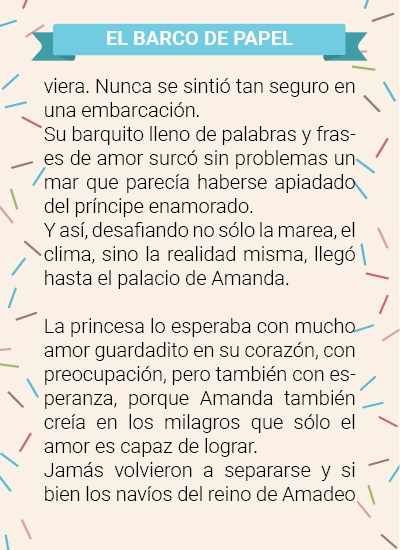 EL BARCO DE PAPEL
viera. Nunca se sintió tan seguro en
una embarcación.
Su barquito lleno de palabras y fras-
es de amor surcó sin problemas un
mar que parecía haberse apiadado
del príncipe enamorado.
Y así, desafiando no sólo la marea, el
clima, sino la realidad misma, llegó
hasta el palacio de Amanda.
La princesa lo esperaba con mucho
amor guardadito en su corazón, con
preocupación, pero también con es-
peranza, porque Amanda también
creía en los milagros que sólo el
amor es capaz de lograr.
Jamás volvieron a separarse y si
bien los navíos del reino de Amadeo